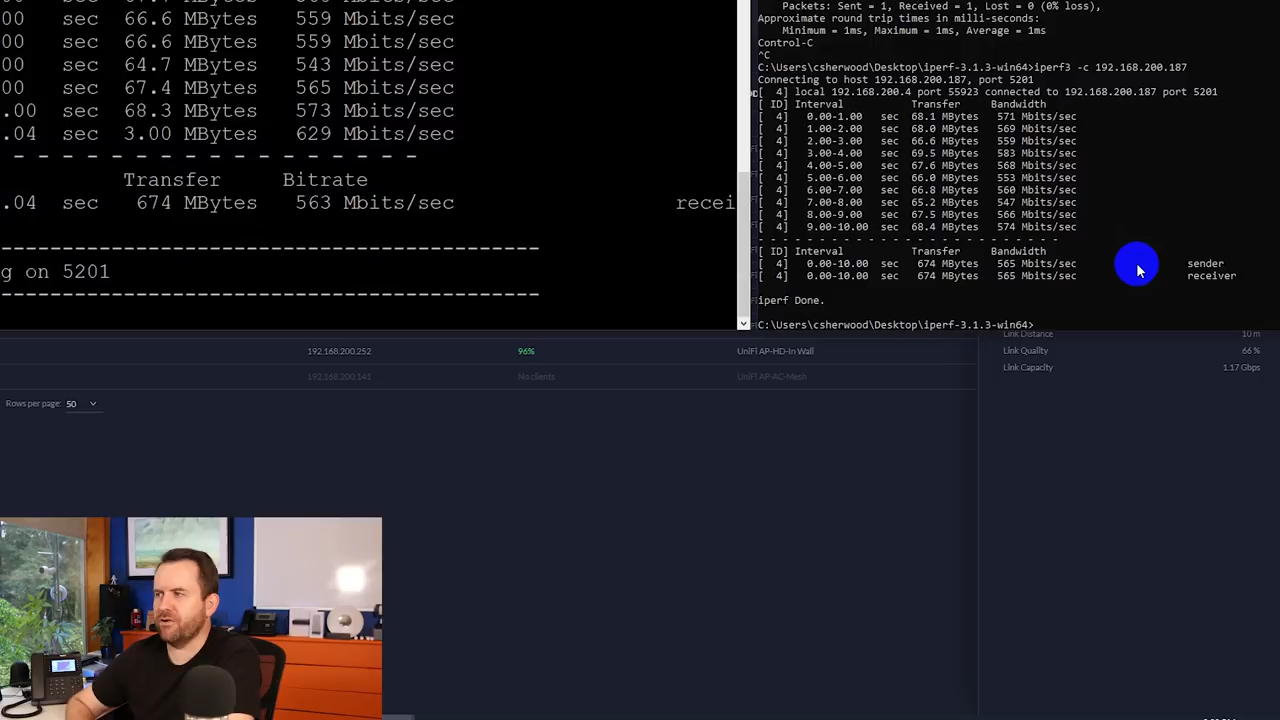 00 sec 66.6 MBytes 559 Mbits/sec
00 sec 66.6 MBytes 559 Mbits/sec
00 sec 64.7 MBytes 543 Mbits/sec
00 sec 67.4 MBytes 565 Mbits/sec
.00 sec 68.3 MBytes 573 Mbits/sec
.04 sec 3.00 MBytes 629 Mbits/sec
- - - - - - - - - - - - - - - - -
Transfer Bitrate
.04 sec 674 MBytes 563 Mbits/sec recei
-----------------------------------------
g on 5201
-----------------------------------------
Packets: Sent = 1, Received = 1, Lost = 0 (0% loss),
Approximate round trip times in milli-seconds:
Minimum = 1ms, Maximum = 1ms, Average = 1ms
Control-C
^C
C:\Users\csherwood\Desktop\iperf-3.1.3-win64>iperf3 -c 192.168.200.187
Connecting to host 192.168.200.187, port 5201
[ 4] local 192.168.200.4 port 55923 connected to 192.168.200.187 port 5201
[ ID] Interval Transfer Bandwidth
[ 4] 0.00-1.00 sec 68.1 MBytes 571 Mbits/sec
[ 4] 1.00-2.00 sec 68.0 MBytes 569 Mbits/sec
[ 4] 2.00-3.00 sec 66.6 MBytes 559 Mbits/sec
[ 4] 3.00-4.00 sec 69.5 MBytes 583 Mbits/sec
[ 4] 4.00-5.00 sec 67.6 MBytes 568 Mbits/sec
[ 4] 5.00-6.00 sec 66.0 MBytes 553 Mbits/sec
[ 4] 6.00-7.00 sec 66.8 MBytes 560 Mbits/sec
[ 4] 7.00-8.00 sec 65.2 MBytes 547 Mbits/sec
[ 4] 8.00-9.00 sec 67.5 MBytes 566 Mbits/sec
[ 4] 9.00-10.00 sec 68.4 MBytes 574 Mbits/sec
- - - - - - - - - - - - - - - - - - - - - - - - -
[ ID] Interval Transfer Bandwidth
[ 4] 0.00-10.00 sec 674 MBytes 565 Mbits/sec sender
[ 4] 0.00-10.00 sec 674 MBytes 565 Mbits/sec receiver
iperf Done.
C:\Users\csherwood\Desktop\iperf-3.1.3-win64>
Link Distance 10 m
192.168.200.252 96% UniFi AP-HD-In Wall
Link Quality 66 %
Link Capacity 1.17 Gbps
192.168.200.141 No clients UniFi AP-AC-Mesh
Rows per page: 50